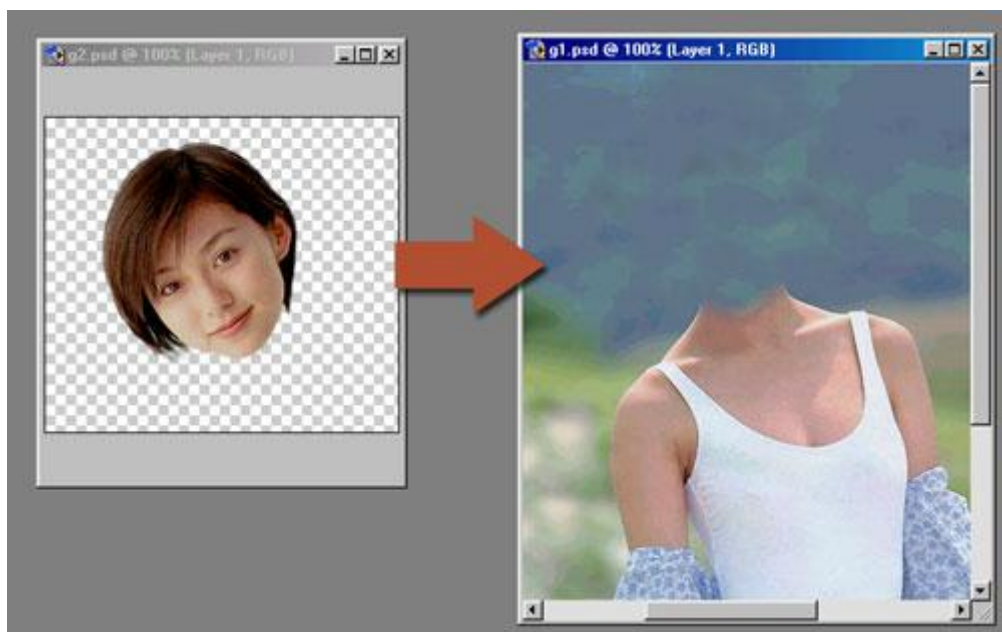 g2.psd @ 100% (Layer 1, RGB)
g1.psd @ 100% (Layer 1, RGB)